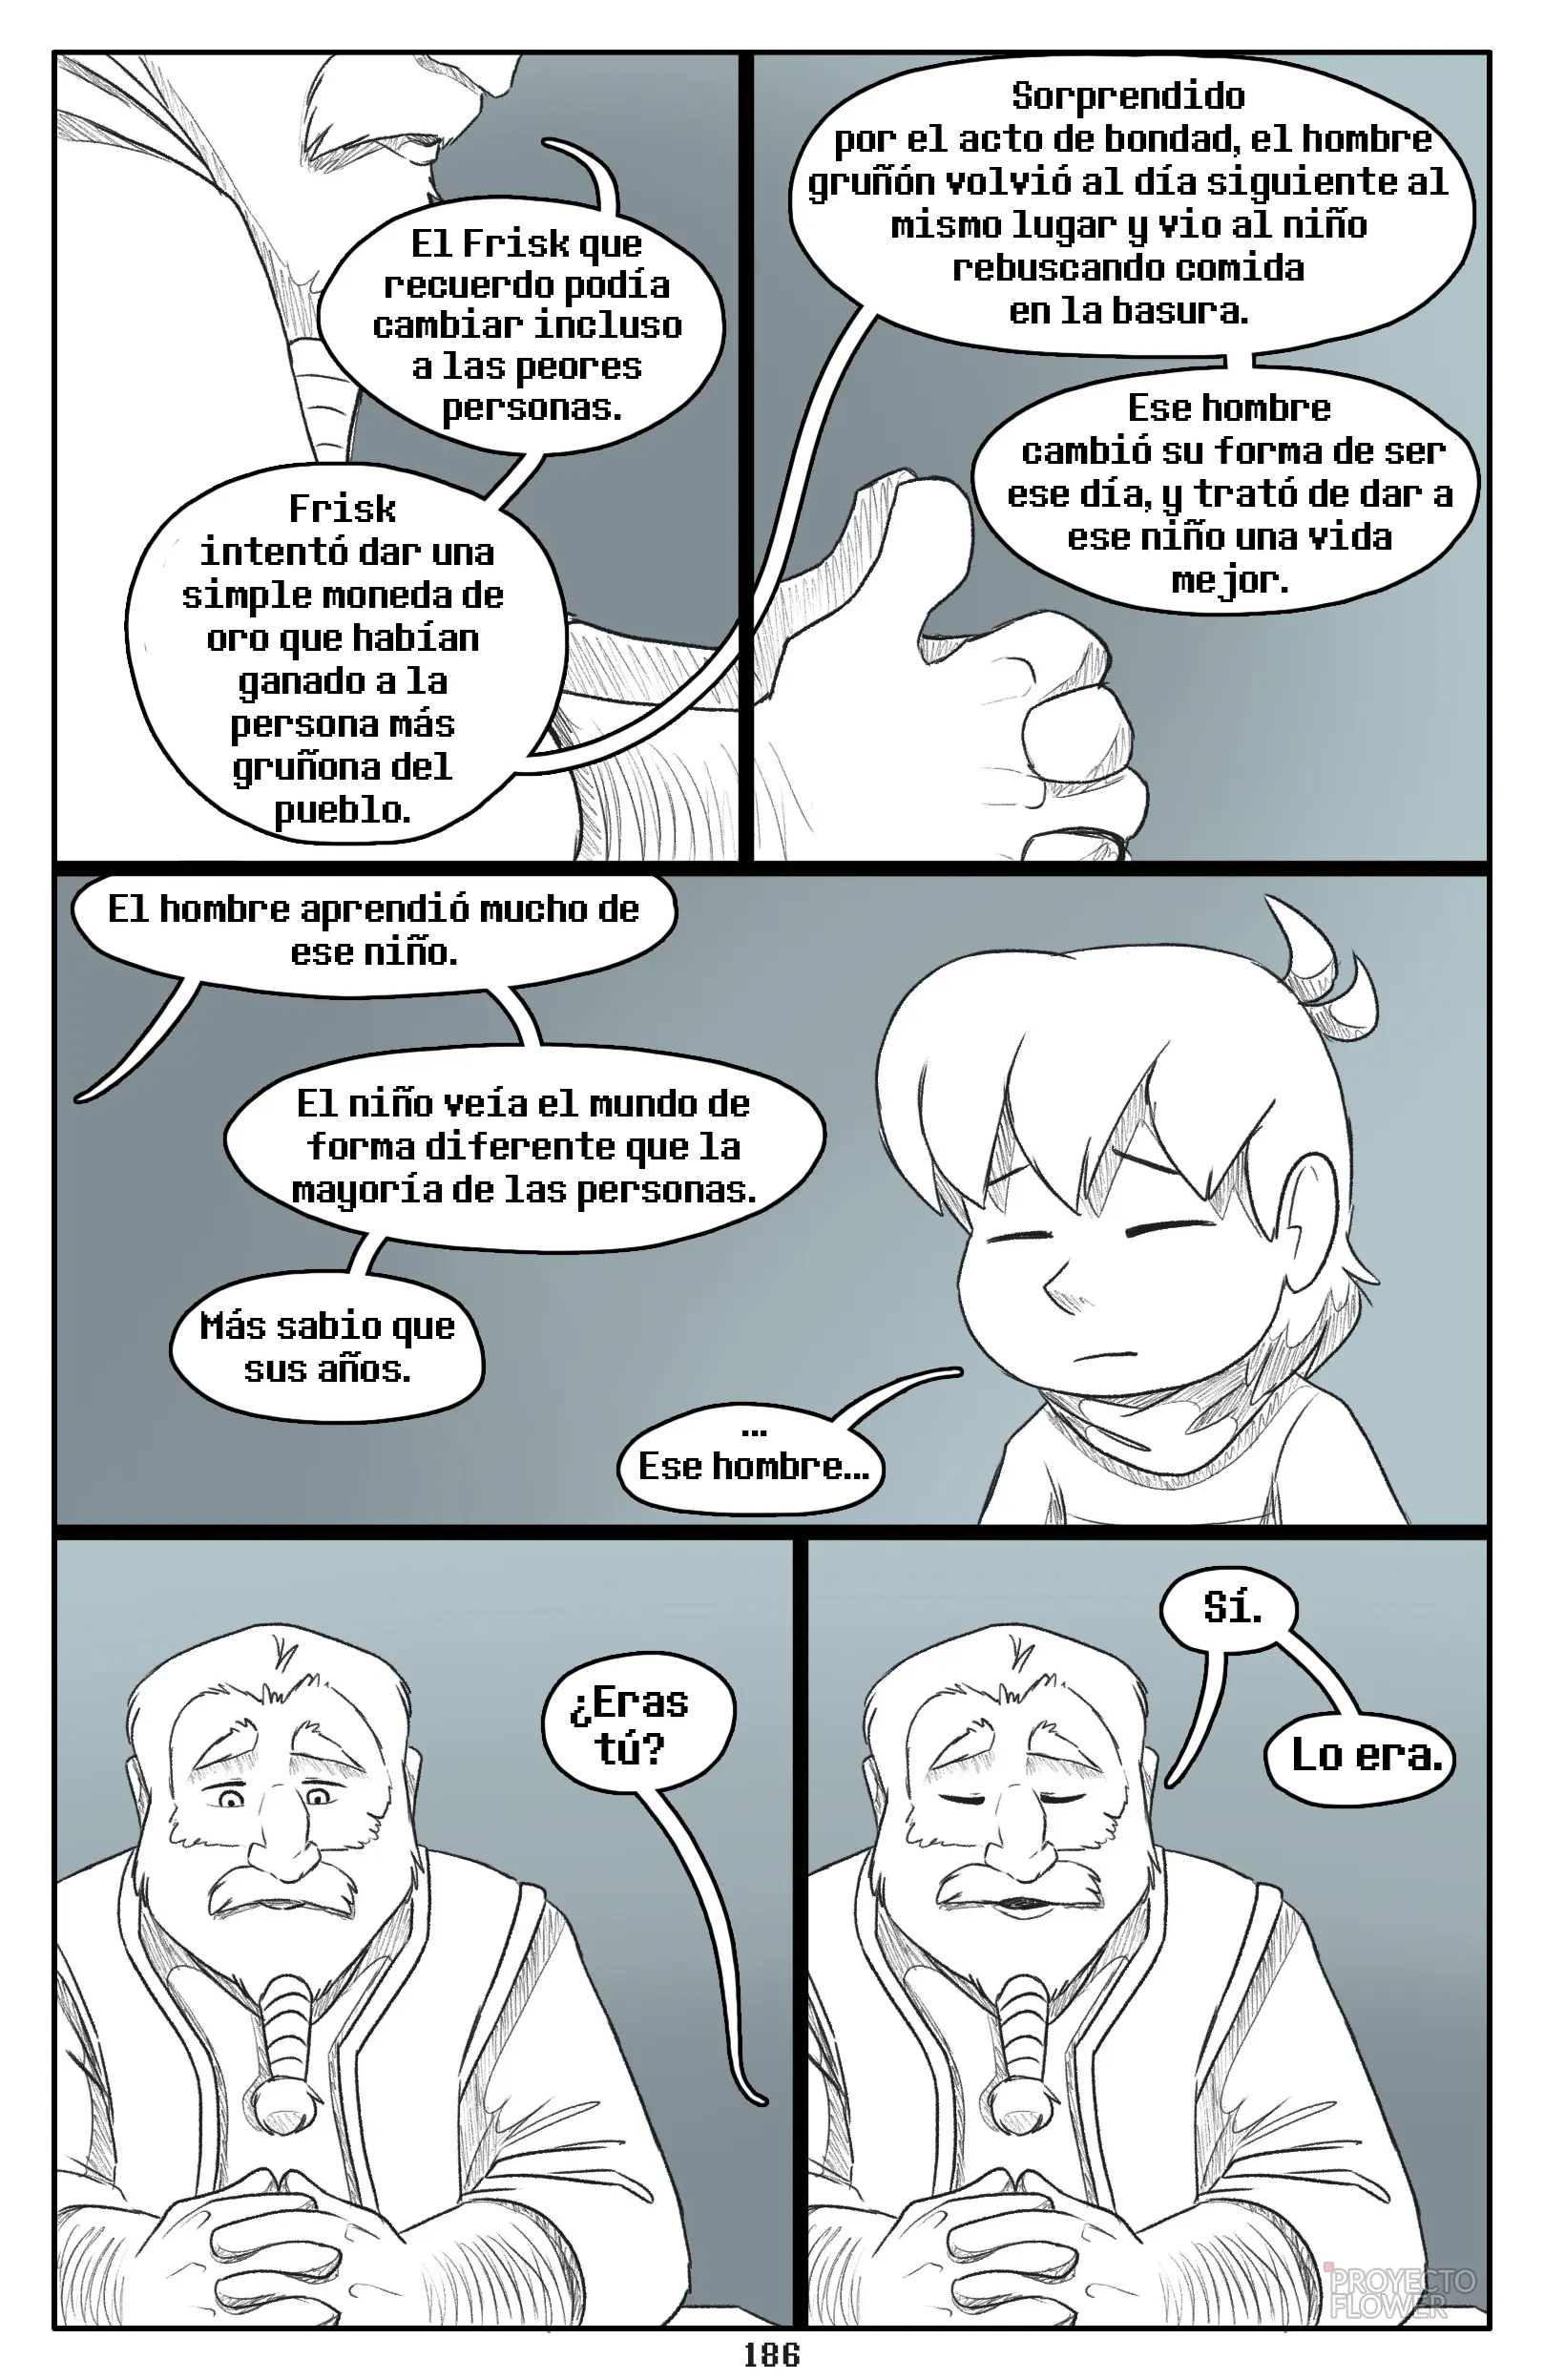 El Frisk que
recuerdo podía
cambiar incluso
a las peores
personas.
Frisk
intentó dar una
simple moneda de
oro que habían
ganado a la
persona más
gruñona del
pueblo.
Sorprendido
por el acto de bondad, el hombre
gruñón volvió al día siguiente al
mismo lugar y vio al niño
rebuscando comida
en la basura.
Ese hombre
cambió su forma de ser
ese día, y trató de dar a
ese niño una vida
mejor.
El hombre aprendió mucho de
ese niño.
El niño veía el mundo de
forma diferente que la
mayoría de las personas.
Más sabio que
sus años.
...
Ese hombre...
¿Eras
tú?
Sí.
Lo era.
PROYECTO
FLOWER
186